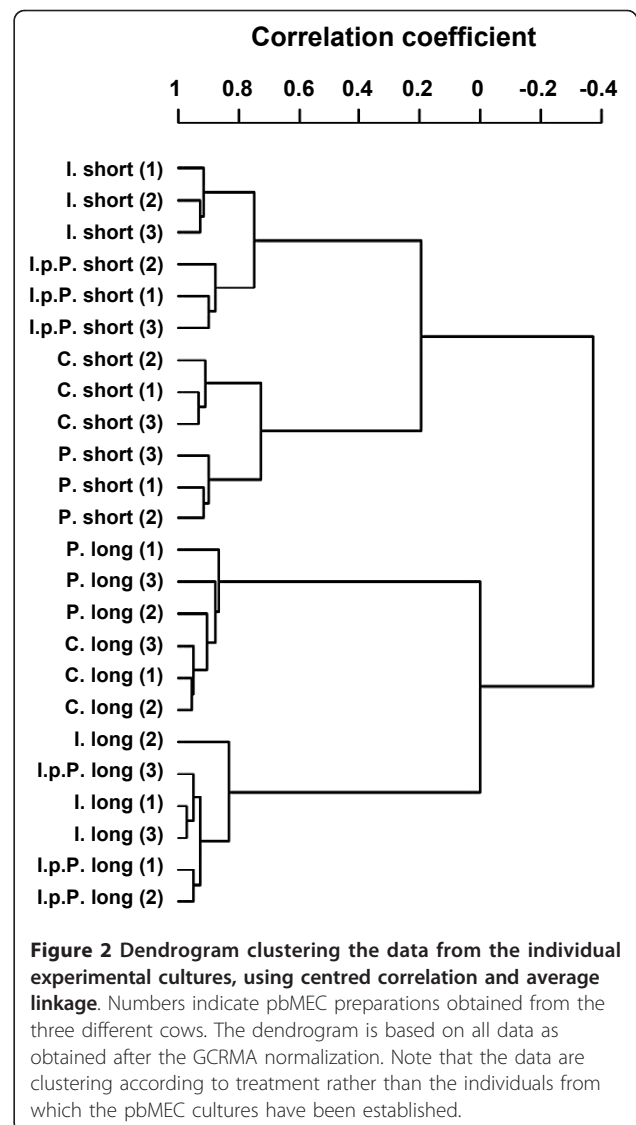 Correlation coefficient
1 0.8 0.6 0.4 0.2 0 -0.2 -0.4
I. short (1)
I. short (2)
I. short (3)
I.p.P. short (2)
I.p.P. short (1)
I.p.P. short (3)
C. short (2)
C. short (1)
C. short (3)
P. short (3)
P. short (1)
P. short (2)
P. long (1)
P. long (3)
P. long (2)
C. long (3)
C. long (1)
C. long (2)
I. long (2)
I.p.P. long (3)
I. long (1)
I. long (3)
I.p.P. long (1)
I.p.P. long (2)
Figure 2 Dendrogram clustering the data from the individual
experimental cultures, using centred correlation and average
linkage. Numbers indicate pbMEC preparations obtained from the
three different cows. The dendrogram is based on all data as
obtained after the GCRMA normalization. Note that the data are
clustering according to treatment rather than the individuals from
which the pbMEC cultures have been established.